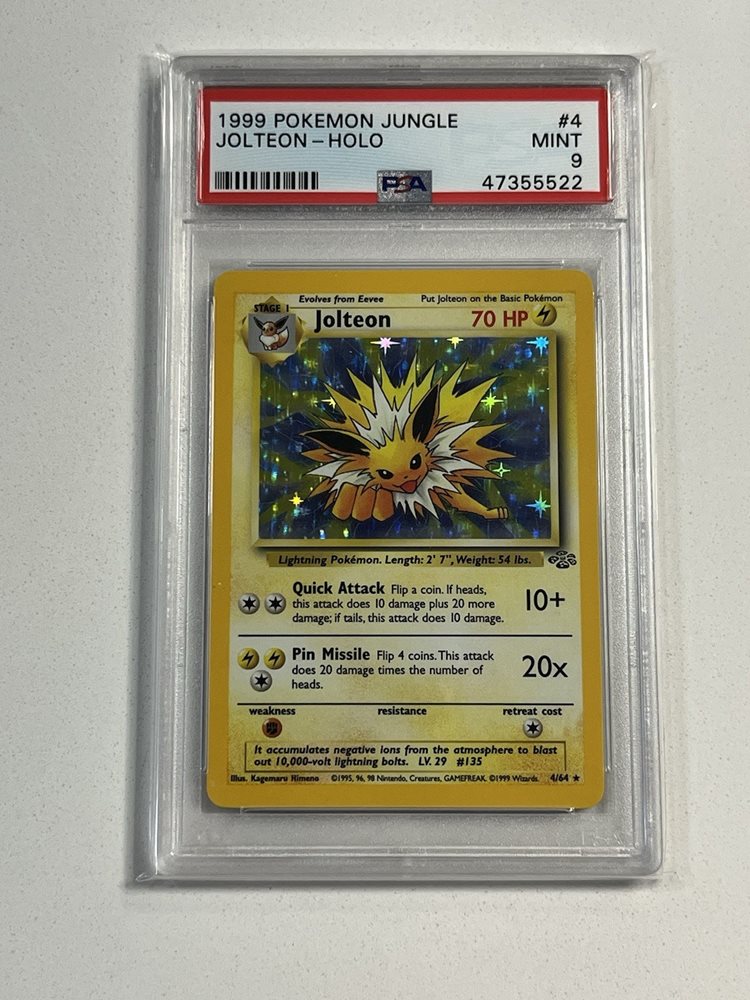 1999 POKEMON JUNGLE #4
JOLTEON – HOLO MINT
9
PSA 47355522
STAGE 1 Evolves from Eevee Put Jolteon on the Basic Pokémon
Jolteon 70 HP
Lightning Pokémon. Length: 2' 7", Weight: 54 lbs.
Quick Attack Flip a coin. If heads,
this attack does 10 damage plus 20 more
damage; if tails, this attack does 10 damage.
10+
Pin Missile Flip 4 coins. This attack
does 20 damage times the number of
heads.
20x
weakness resistance retreat cost
It accumulates negative ions from the atmosphere to blast
out 10,000-volt lightning bolts. LV. 29 #135
Illus. Kagemaru Himeno ©1995, 96, 98 Nintendo, Creatures, GAMEFREAK. ©1999 Wizards. 4/64 ★